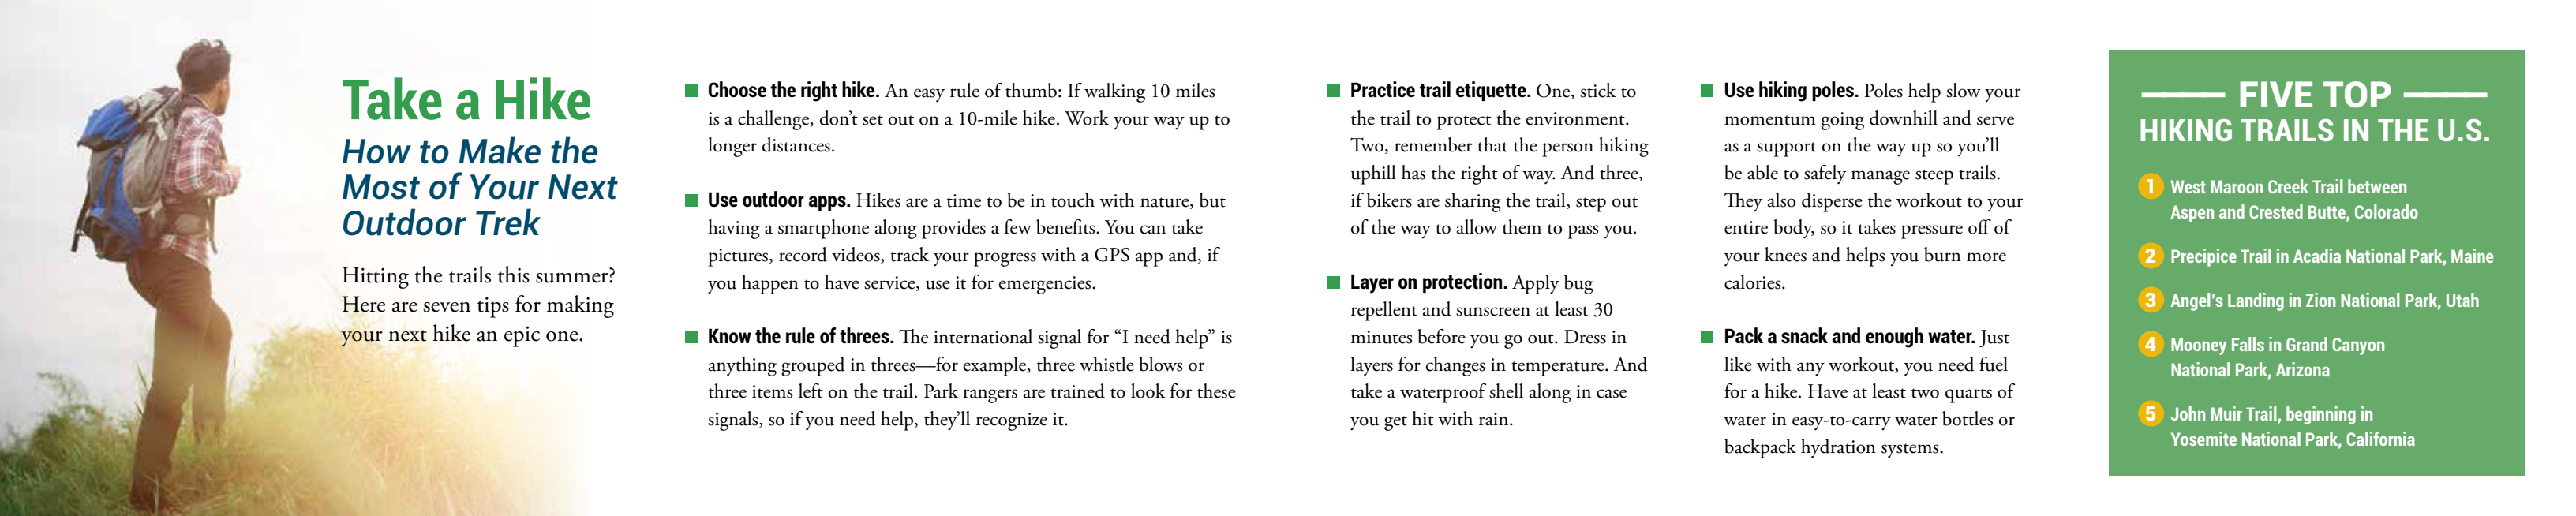 Take a Hike
How to Make the
Most of Your Next
Outdoor Trek
Hitting the trails this summer?
Here are seven tips for making
your next hike an epic one.
Choose the right hike. An easy rule of thumb: If walking 10 miles
is a challenge, don’t set out on a 10-mile hike. Work your way up to
longer distances.
Use outdoor apps. Hikes are a time to be in touch with nature, but
having a smartphone along provides a few benefits. You can take
pictures, record videos, track your progress with a GPS app and, if
you happen to have service, use it for emergencies.
Know the rule of threes. The international signal for “I need help” is
anything grouped in threes—for example, three whistle blows or
three items left on the trail. Park rangers are trained to look for these
signals, so if you need help, they’ll recognize it.
Practice trail etiquette. One, stick to
the trail to protect the environment.
Two, remember that the person hiking
uphill has the right of way. And three,
if bikers are sharing the trail, step out
of the way to allow them to pass you.
Layer on protection. Apply bug
repellent and sunscreen at least 30
minutes before you go out. Dress in
layers for changes in temperature. And
take a waterproof shell along in case
you get hit with rain.
Use hiking poles. Poles help slow your
momentum going downhill and serve
as a support on the way up so you’ll
be able to safely manage steep trails.
They also disperse the workout to your
entire body, so it takes pressure off of
your knees and helps you burn more
calories.
Pack a snack and enough water. Just
like with any workout, you need fuel
for a hike. Have at least two quarts of
water in easy-to-carry water bottles or
backpack hydration systems.
FIVE TOP
HIKING TRAILS IN THE U.S.
1 West Maroon Creek Trail between
Aspen and Crested Butte, Colorado
2 Precipice Trail in Acadia National Park, Maine
3 Angel's Landing in Zion National Park, Utah
4 Mooney Falls in Grand Canyon
National Park, Arizona
5 John Muir Trail, beginning in
Yosemite National Park, California